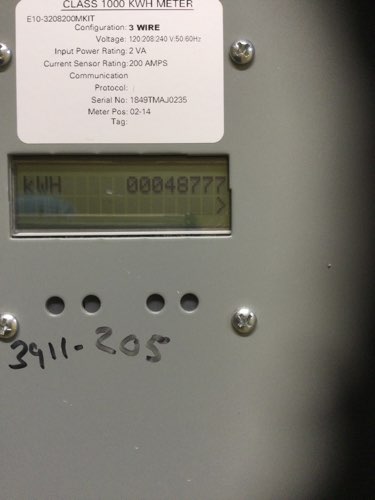 CLASS 1000 KWH METER
E10-3208200MKIT
Configuration: 3 WIRE
Voltage: 120:208:240 V:50:60Hz
Input Power Rating: 2 VA
Current Sensor Rating: 200 AMPS
Communication
Protocol:
Serial No: 1849TMAJ0235
Meter Pos: 02-14
Tag:
kWH 00048777
>
3911-205